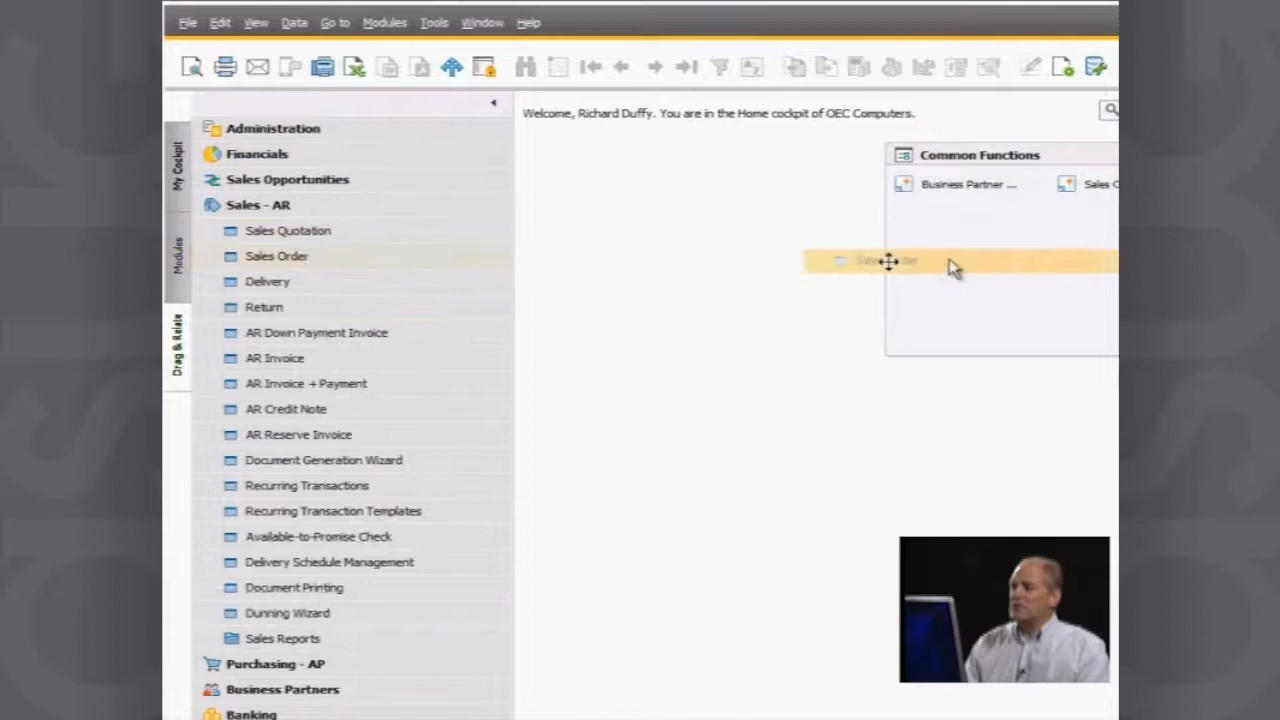 File Edit View Data Go to Modules Tools Window Help
Welcome, Richard Duffy. You are in the Home cockpit of OEC Computers.
My Cockpit
Modules
Drag & Relate
Administration
Financials
Sales Opportunities
Sales - AR
Sales Quotation
Sales Order
Delivery
Return
AR Down Payment Invoice
AR Invoice
AR Invoice + Payment
AR Credit Note
AR Reserve Invoice
Document Generation Wizard
Recurring Transactions
Recurring Transaction Templates
Available-to-Promise Check
Delivery Schedule Management
Document Printing
Dunning Wizard
Sales Reports
Purchasing - AP
Business Partners
Banking
Common Functions
Business Partner ...
Sales